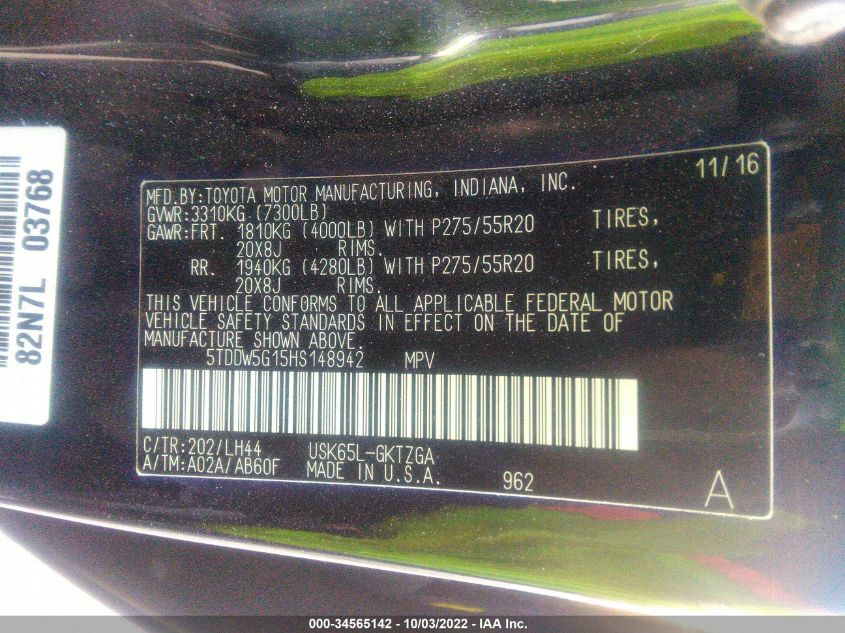 82N7L 03768
11/16
MFD.BY:TOYOTA MOTOR MANUFACTURING, INDIANA, INC.
GVWR:3310KG (7300LB)
GAWR:FRT. 1810KG (4000LB) WITH P275/55R20 TIRES,
20X8J RIMS.
RR. 1940KG (4280LB) WITH P275/55R20 TIRES,
20X8J RIMS.
THIS VEHICLE CONFORMS TO ALL APPLICABLE FEDERAL MOTOR
VEHICLE SAFETY STANDARDS IN EFFECT ON THE DATE OF
MANUFACTURE SHOWN ABOVE.
5TDDW5G15HS148942 MPV
C/TR:202/LH44 USK65L-GKTZGA
A/TM:A02A/AB60F MADE IN U.S.A. 962 A
000-34565142 - 10/03/2022 - IAA Inc.